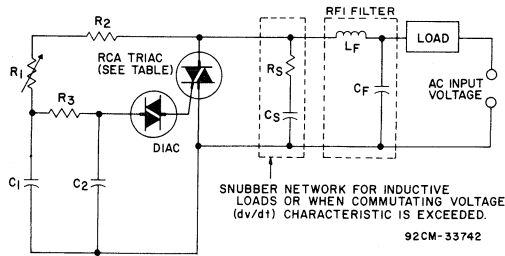 RFI FILTER
R2
LF
LOAD
RCA TRIAC
(SEE TABLE)
RS
R1
CF
AC INPUT
VOLTAGE
R3
CS
DIAC
C1
C2
SNUBBER NETWORK FOR INDUCTIVE
LOADS OR WHEN COMMUTATING VOLTAGE
(dv/dt) CHARACTERISTIC IS EXCEEDED.
92CM-33742